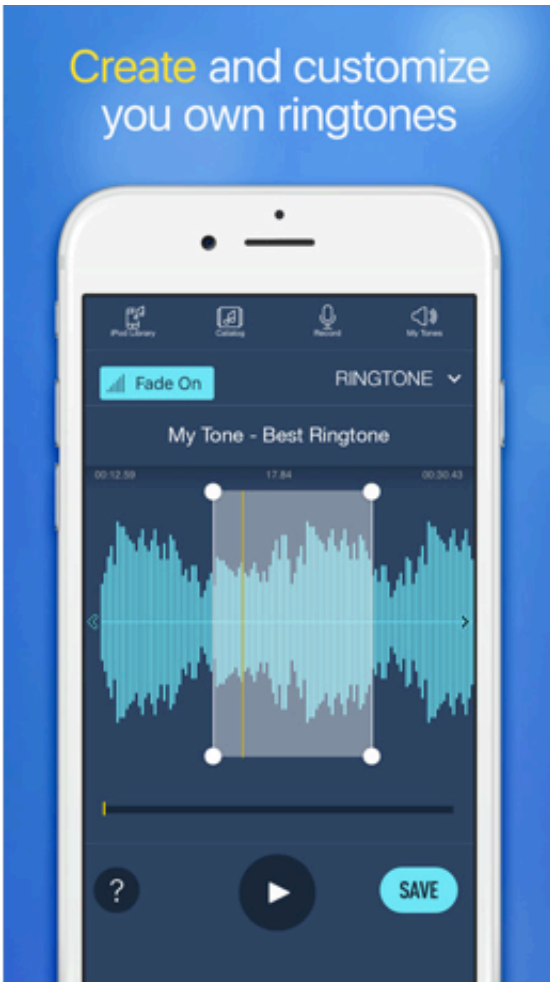 Create and customize
you own ringtones
iPod Library Catalog Record My Tones
Fade On RINGTONE
My Tone - Best Ringtone
00:12.59 17.84 00:30.43
? SAVE